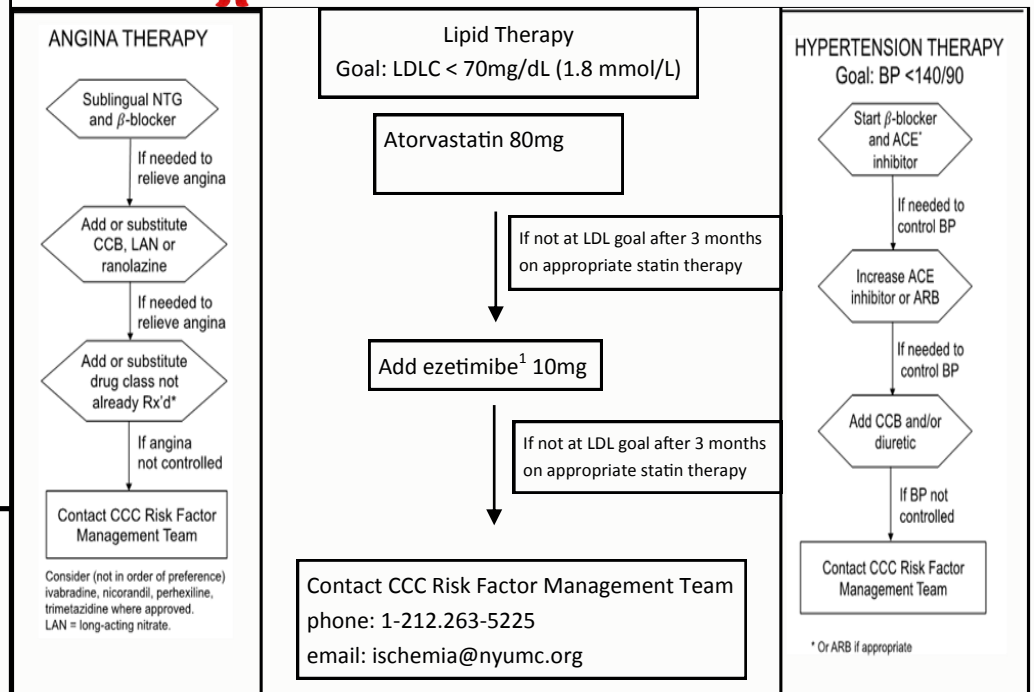 ANGINA THERAPY
Sublingual NTG
and β-blocker
If needed to
relieve angina
Add or substitute
CCB, LAN or
ranolazine
If needed to
relieve angina
Add or substitute
drug class not
already Rx'd*
If angina
not controlled
Contact CCC Risk Factor
Management Team
Consider (not in order of preference)
ivabradine, nicorandil, perhexiline,
trimetazidine where approved.
LAN = long-acting nitrate.
Lipid Therapy
Goal: LDLC < 70mg/dL (1.8 mmol/L)
Atorvastatin 80mg
If not at LDL goal after 3 months
on appropriate statin therapy
Add ezetimibe¹ 10mg
If not at LDL goal after 3 months
on appropriate statin therapy
Contact CCC Risk Factor Management Team
phone: 1-212.263-5225
email: ischemia@nyumc.org
HYPERTENSION THERAPY
Goal: BP <140/90
Start β-blocker
and ACE*
inhibitor
If needed to
control BP
Increase ACE
inhibitor or ARB
If needed to
control BP
Add CCB and/or
diuretic
If BP not
controlled
Contact CCC Risk Factor
Management Team
* Or ARB if appropriate